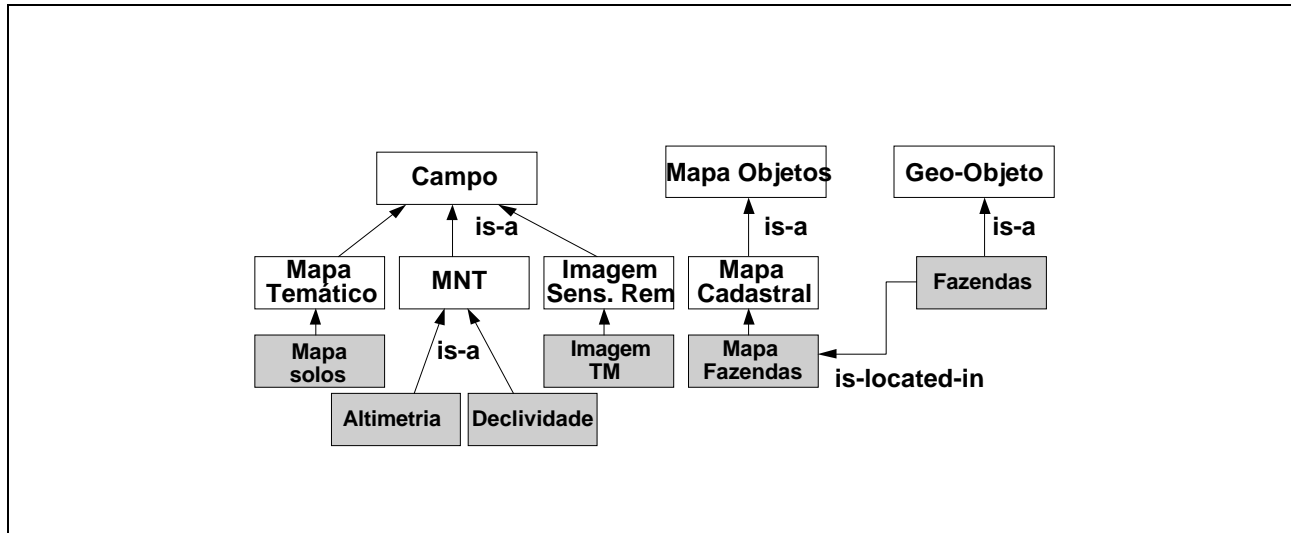 Campo
Mapa Objetos
Geo-Objeto
is-a
is-a
is-a
Mapa
Temático
MNT
Imagem
Sens. Rem
Mapa
Cadastral
Fazendas
Mapa
solos
is-a
Imagem
TM
Mapa
Fazendas
is-located-in
Altimetria
Declividade